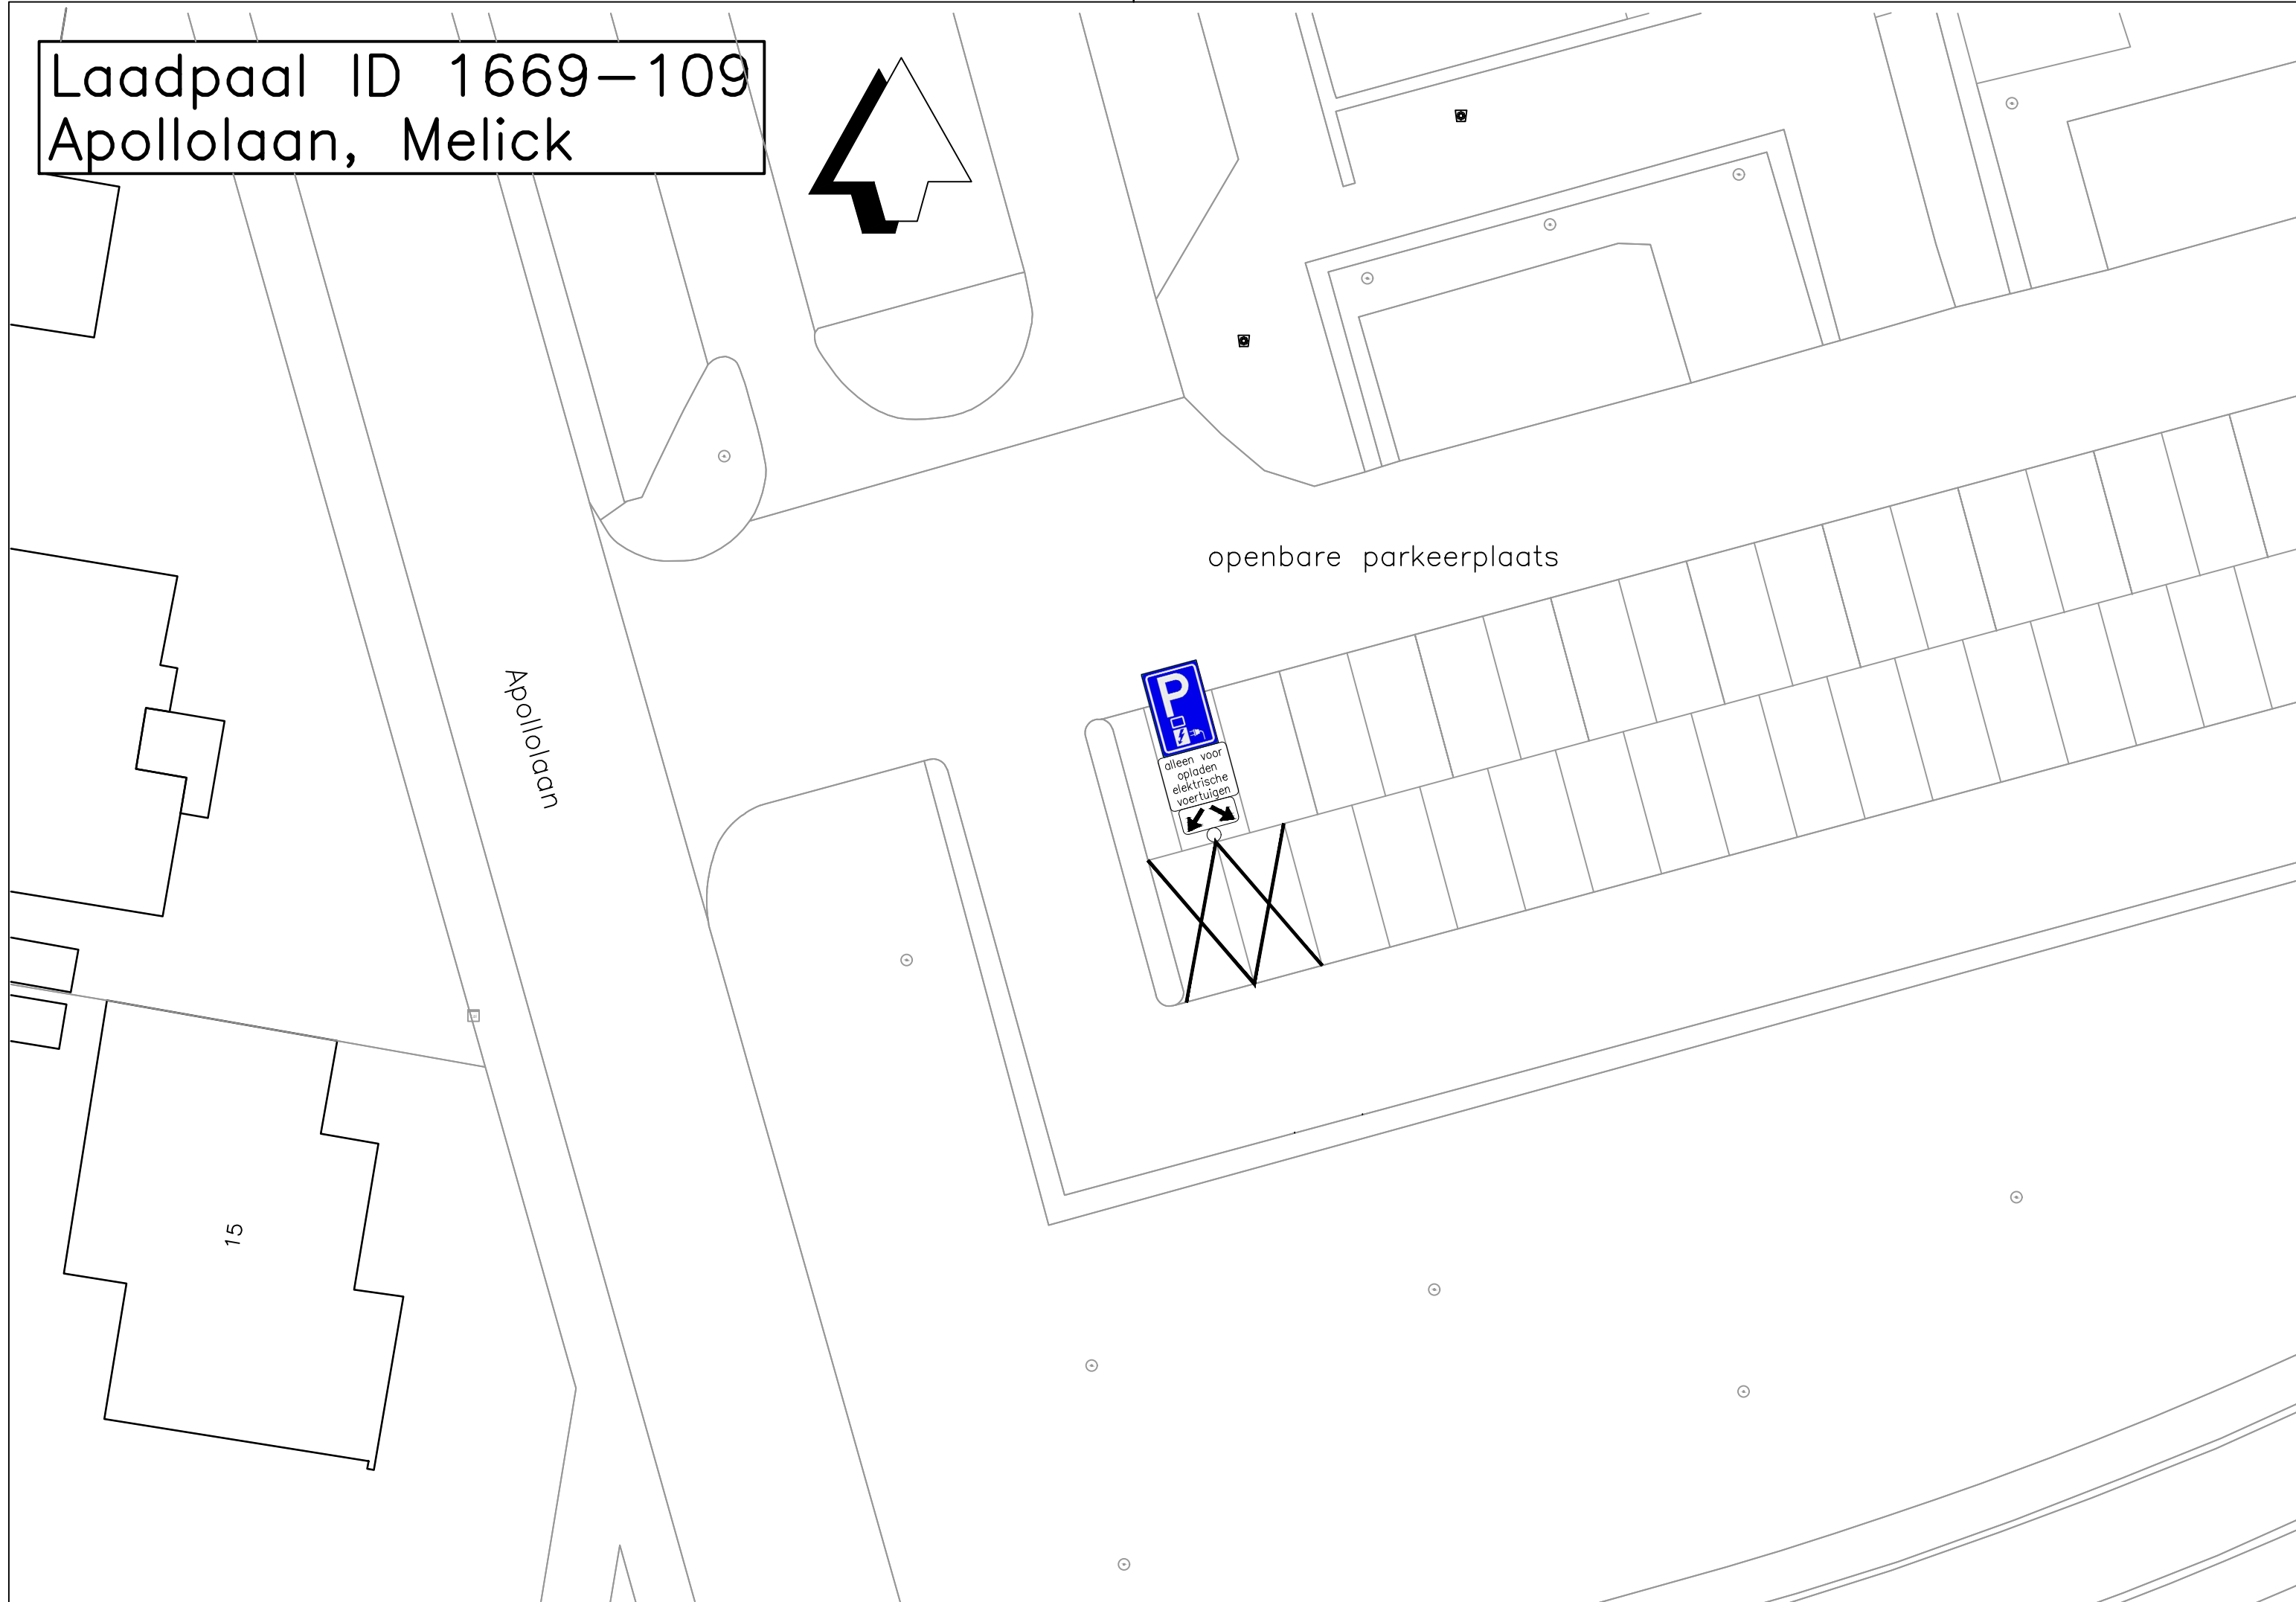 Laadpaal ID 1669-109
Apollolaan, Melick
openbare parkeerplaats
Apollolaan
P
alleen voor
opladen
elektrische
voertuigen
15